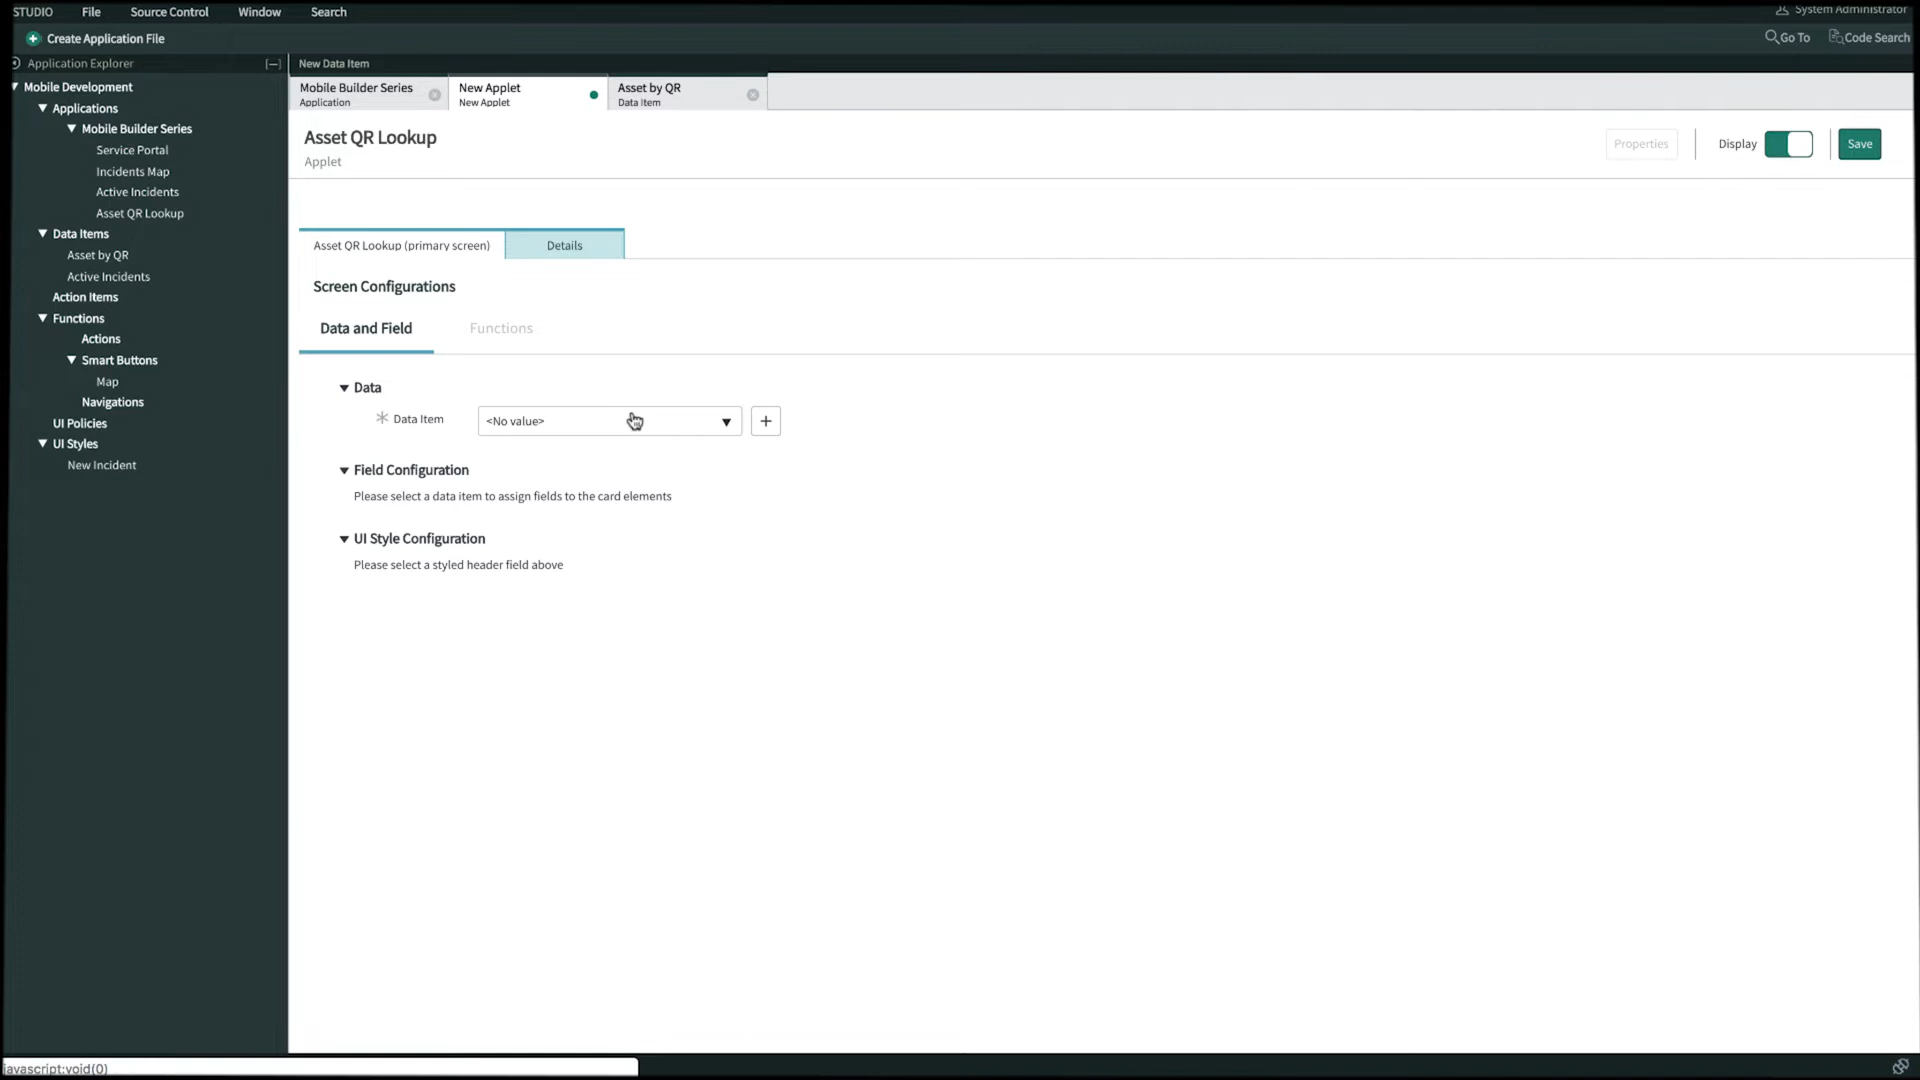 STUDIO File Source Control Window Search
System Administrator
Create Application File
Go To Code Search
Application Explorer
New Data Item
Mobile Development
Applications
Mobile Builder Series
Service Portal
Incidents Map
Active Incidents
Asset QR Lookup
Data Items
Asset by QR
Active Incidents
Action Items
Functions
Actions
Smart Buttons
Map
Navigations
UI Policies
UI Styles
New Incident
Mobile Builder Series
Application
New Applet
New Applet
Asset by QR
Data Item
Asset QR Lookup
Applet
Properties
Display
Save
Asset QR Lookup (primary screen)
Details
Screen Configurations
Data and Field
Functions
Data
Data Item
<No value>
Field Configuration
Please select a data item to assign fields to the card elements
UI Style Configuration
Please select a styled header field above
javascript:void(0)